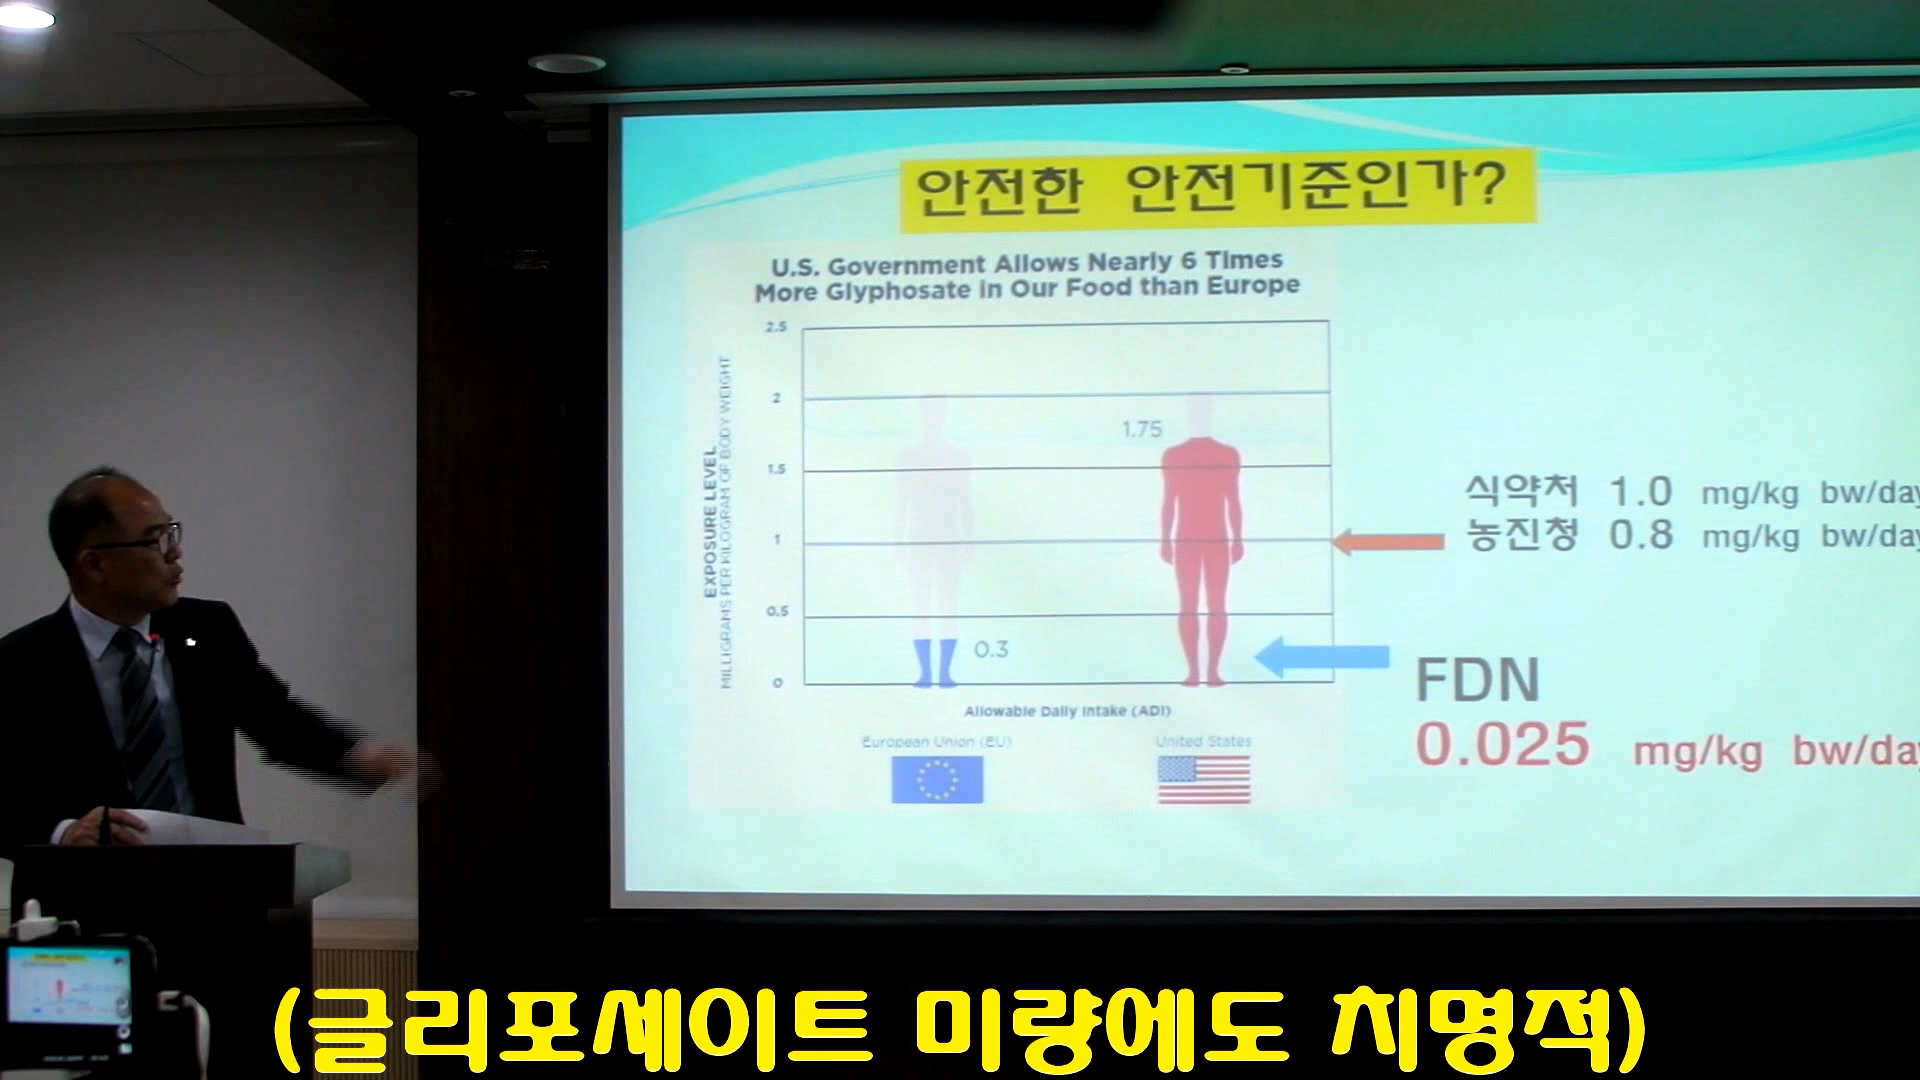 안전한 안전기준인가?
U.S. Government Allows Nearly 6 Times
More Glyphosate in Our Food than Europe
2.5
2
1.5
1
0.5
0
EXPOSURE LEVEL
MILLIGRAMS PER KILOGRAM OF BODY WEIGHT
1.75
0.3
Allowable Daily Intake (ADI)
European Union (EU)
United States
식약처 1.0 mg/kg bw/day
농진청 0.8 mg/kg bw/day
FDN
0.025 mg/kg bw/day
(글리포세이트 미량에도 치명적)